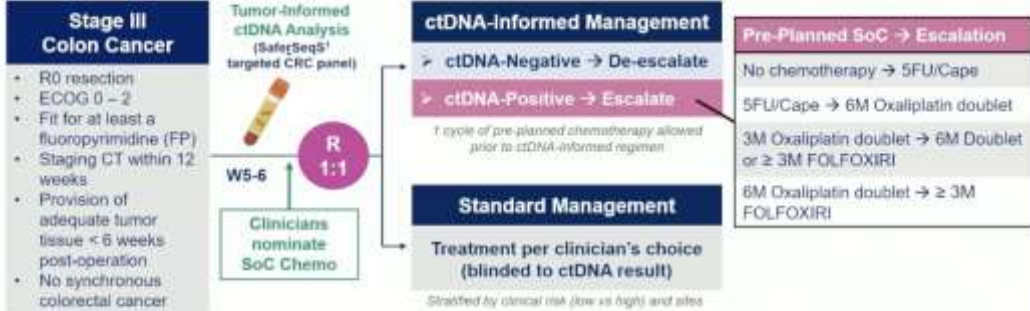 Stage III
Colon Cancer
• R0 resection
• ECOG 0 – 2
• Fit for at least a
fluoropyrimidine (FP)
• Staging CT within 12
weeks
• Provision of
adequate tumor
tissue < 6 weeks
post-operation
• No synchronous
colorectal cancer
Tumor-Informed
ctDNA Analysis
(SaferSeqS¹
targeted CRC panel)
W5-6
R
1:1
Clinicians
nominate
SoC Chemo
ctDNA-Informed Management
➢ ctDNA-Negative → De-escalate
➢ ctDNA-Positive → Escalate
1 cycle of pre-planned chemotherapy allowed
prior to ctDNA-informed regimen
Standard Management
Treatment per clinician's choice
(blinded to ctDNA result)
Stratified by clinical risk (low vs high) and sites
Pre-Planned SoC → Escalation
No chemotherapy → 5FU/Cape
5FU/Cape → 6M Oxaliplatin doublet
3M Oxaliplatin doublet → 6M Doublet
or ≥ 3M FOLFOXIRI
6M Oxaliplatin doublet → ≥ 3M
FOLFOXIRI